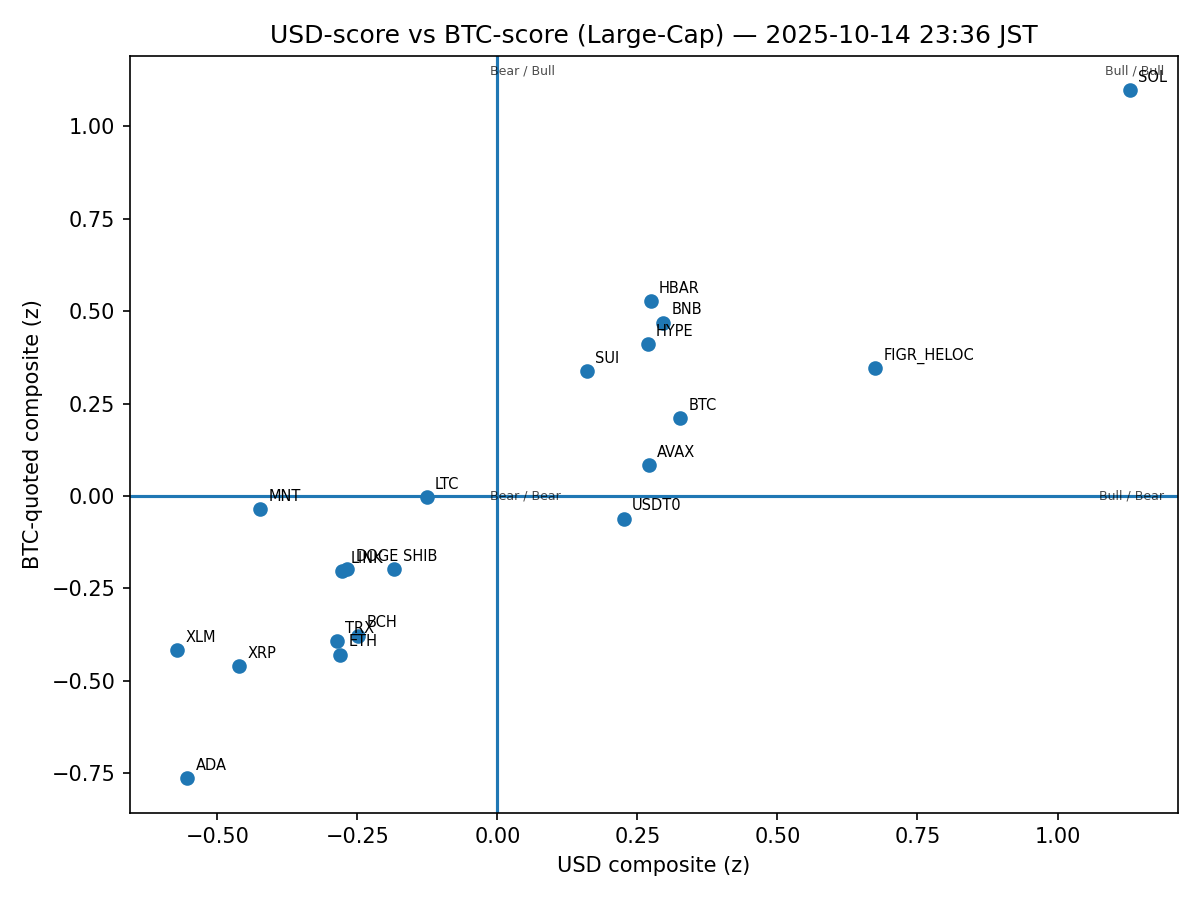 USD-score vs BTC-score (Large-Cap) — 2025-10-14 23:36 JST
Bear / Bull
Bull / Bull
SOL
1.00
0.75
HBAR
0.50
BNB
HYPE
SUI
FIGR_HELOC
0.25
BTC
AVAX
LTC
0.00
MNT
Bear / Bear
Bull / Bear
USDT0
LINK
DOGE
SHIB
−0.25
BCH
TRX
ETH
XLM
XRP
−0.50
ADA
−0.75
−0.50
−0.25
0.00
0.25
0.50
0.75
1.00
USD composite (z)
BTC-quoted composite (z)